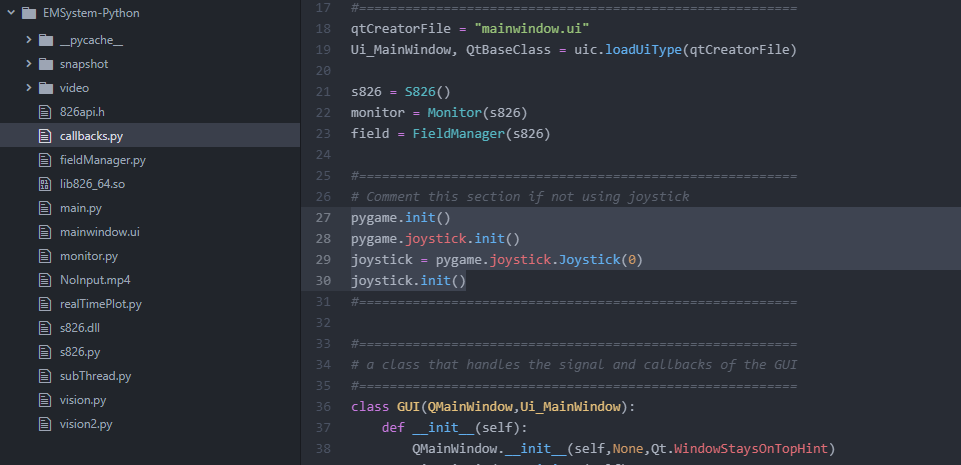 EMSystem-Python
__pycache__
snapshot
video
826api.h
callbacks.py
fieldManager.py
lib826_64.so
main.py
mainwindow.ui
monitor.py
NoInput.mp4
realTimePlot.py
s826.dll
s826.py
subThread.py
vision.py
vision2.py
17 #=========================================================
18 qtCreatorFile = "mainwindow.ui"
19 Ui_MainWindow, QtBaseClass = uic.loadUiType(qtCreatorFile)
20
21 s826 = S826()
22 monitor = Monitor(s826)
23 field = FieldManager(s826)
24
25 #=========================================================
26 # Comment this section if not using joystick
27 pygame.init()
28 pygame.joystick.init()
29 joystick = pygame.joystick.Joystick(0)
30 joystick.init()
31 #=========================================================
32
33 #=========================================================
34 # a class that handles the signal and callbacks of the GUI
35 #=========================================================
36 class GUI(QMainWindow,Ui_MainWindow):
37 def __init__(self):
38 QMainWindow.__init__(self,None,Qt.WindowStaysOnTopHint)